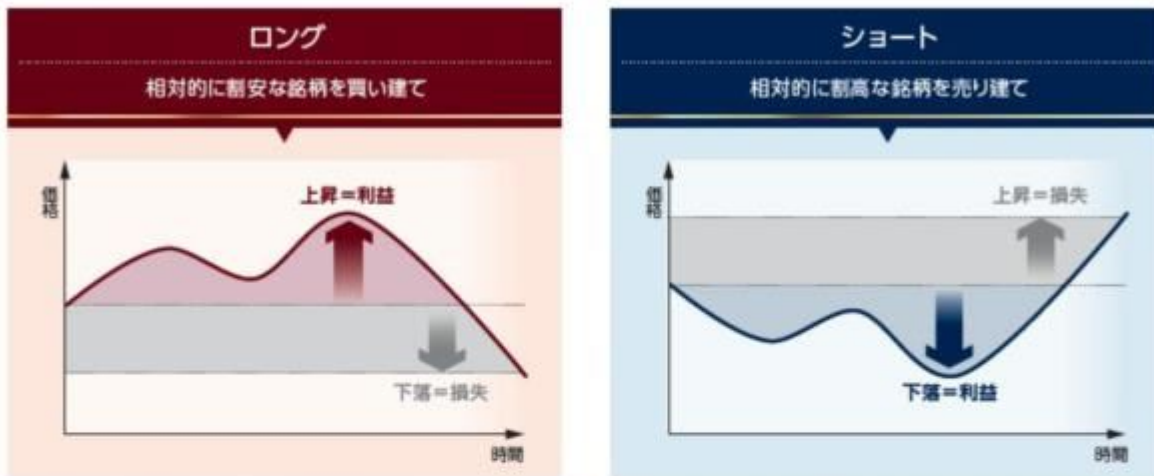 ロング
相対的に割安な銘柄を買い建て
価格
上昇＝利益
下落＝損失
時間
ショート
相対的に割高な銘柄を売り建て
価格
上昇＝損失
下落＝利益
時間